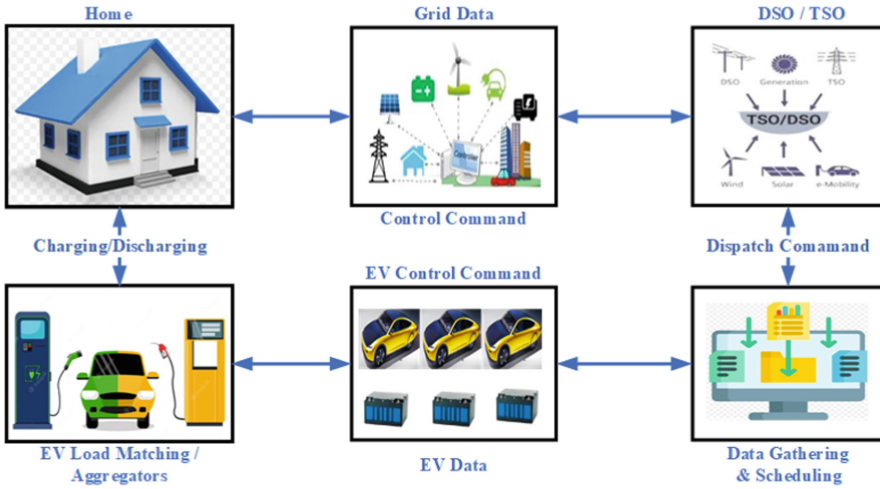 Home
Grid Data
DSO / TSO
DSO
Generation
TSO
TSO/DSO
Wind
Solar
e-Mobility
Controller
Control Command
Charging/Discharging
Dispatch Comamand
EV Control Command
EV Load Matching /
Aggregators
EV Data
Data Gathering
& Scheduling